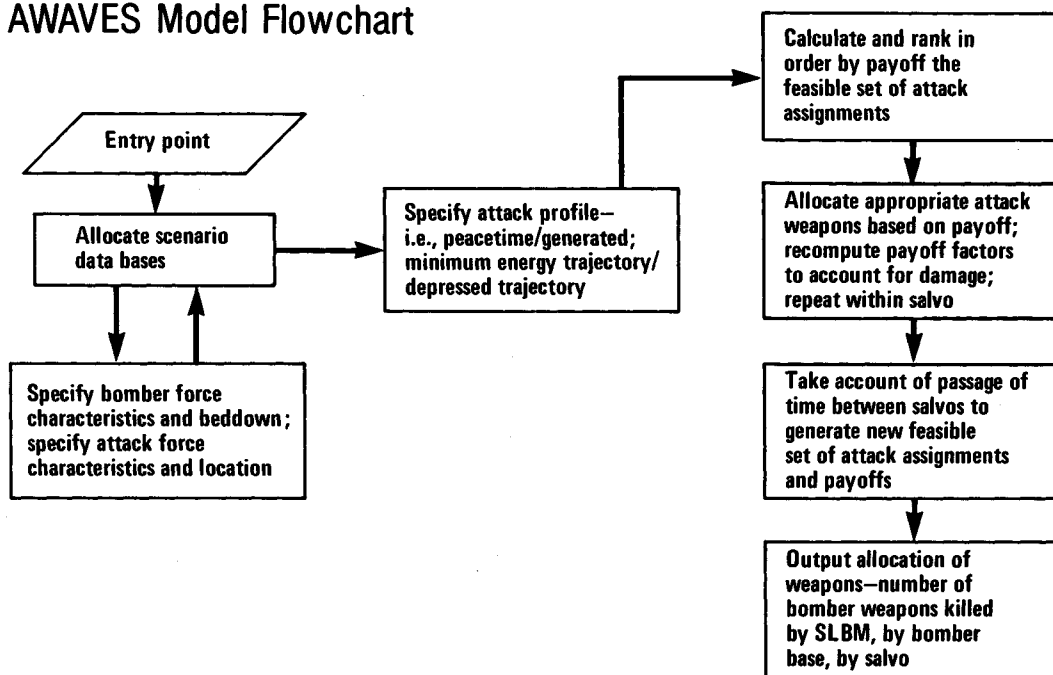 AWAVES Model Flowchart
Entry point
Allocate scenario
data bases
Specify bomber force
characteristics and beddown;
specify attack force
characteristics and location
Specify attack profile—
i.e., peacetime/generated;
minimum energy trajectory/
depressed trajectory
Calculate and rank in
order by payoff the
feasible set of attack
assignments
Allocate appropriate attack
weapons based on payoff;
recompute payoff factors
to account for damage;
repeat within salvo
Take account of passage of
time between salvos to
generate new feasible
set of attack assignments
and payoffs
Output allocation of
weapons—number of
bomber weapons killed
by SLBM, by bomber
base, by salvo